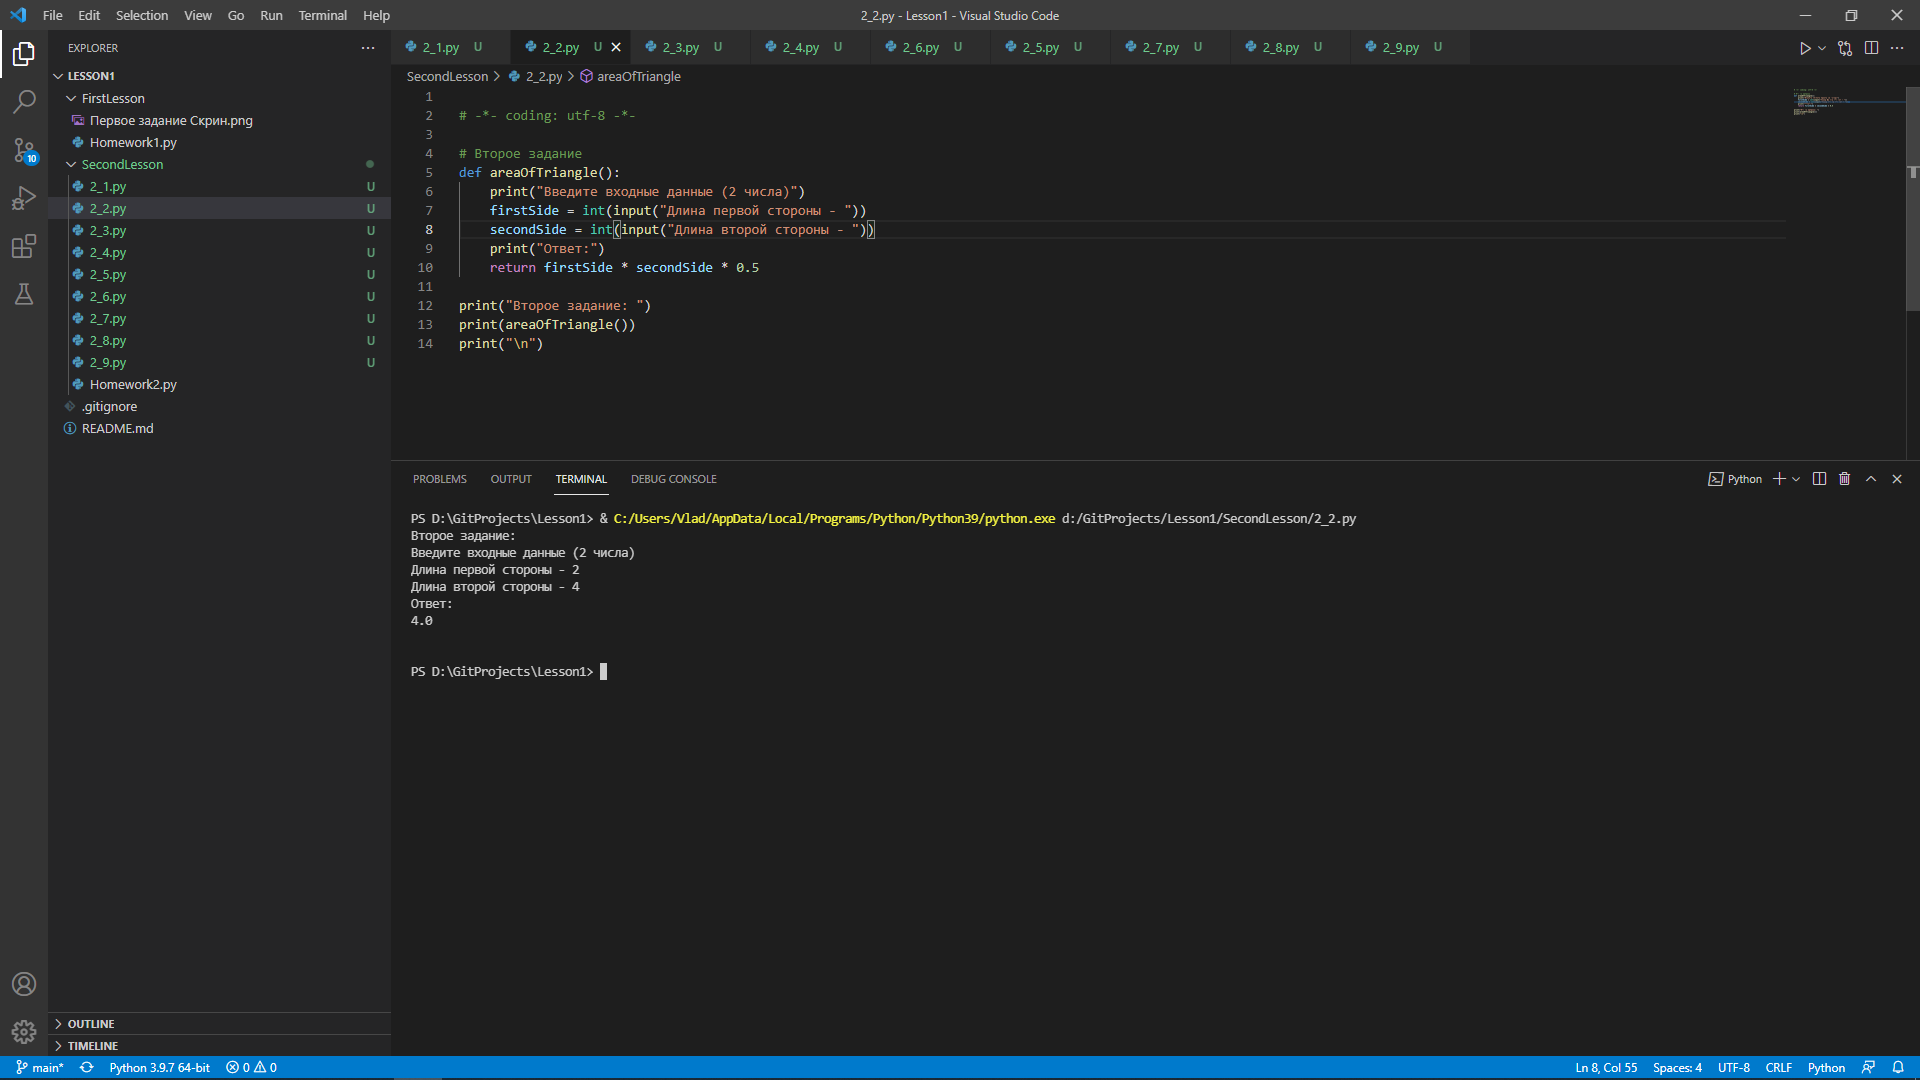 File Edit Selection View Go Run Terminal Help
2_2.py - Lesson1 - Visual Studio Code
EXPLORER
LESSON1
FirstLesson
Первое задание Скрин.png
Homework1.py
SecondLesson
2_1.py U
2_2.py U
2_3.py U
2_4.py U
2_5.py U
2_6.py U
2_7.py U
2_8.py U
2_9.py U
Homework2.py
.gitignore
README.md
OUTLINE
TIMELINE
10
2_1.py U 2_2.py U 2_3.py U 2_4.py U 2_6.py U 2_5.py U 2_7.py U 2_8.py U 2_9.py U
SecondLesson > 2_2.py > areaOfTriangle
1
2 # -*- coding: utf-8 -*-
3
4 # Второе задание
5 def areaOfTriangle():
6 print("Введите входные данные (2 числа)")
7 firstSide = int(input("Длина первой стороны - "))
8 secondSide = int(input("Длина второй стороны - "))
9 print("Ответ:")
10 return firstSide * secondSide * 0.5
11
12 print("Второе задание: ")
13 print(areaOfTriangle())
14 print("\n")
PROBLEMS OUTPUT TERMINAL DEBUG CONSOLE
Python
PS D:\GitProjects\Lesson1> & C:/Users/Vlad/AppData/Local/Programs/Python/Python39/python.exe d:/GitProjects/Lesson1/SecondLesson/2_2.py
Второе задание:
Введите входные данные (2 числа)
Длина первой стороны - 2
Длина второй стороны - 4
Ответ:
4.0
PS D:\GitProjects\Lesson1>
main* Python 3.9.7 64-bit 0 0
Ln 8, Col 55 Spaces: 4 UTF-8 CRLF Python